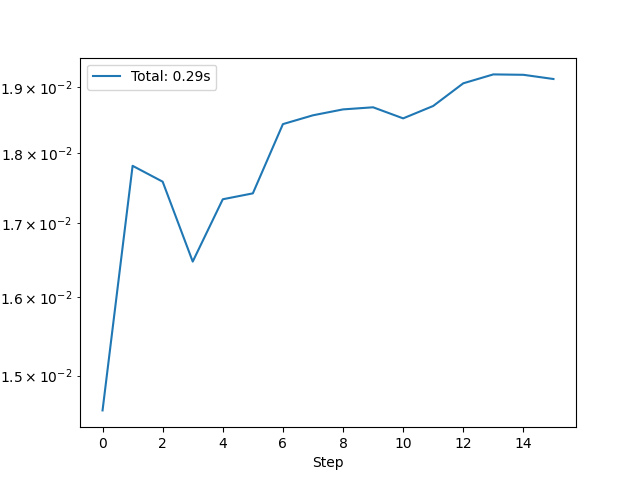 Total: 0.29s
1.9 × 10⁻²
1.8 × 10⁻²
1.7 × 10⁻²
1.6 × 10⁻²
1.5 × 10⁻²
0 2 4 6 8 10 12 14
Step